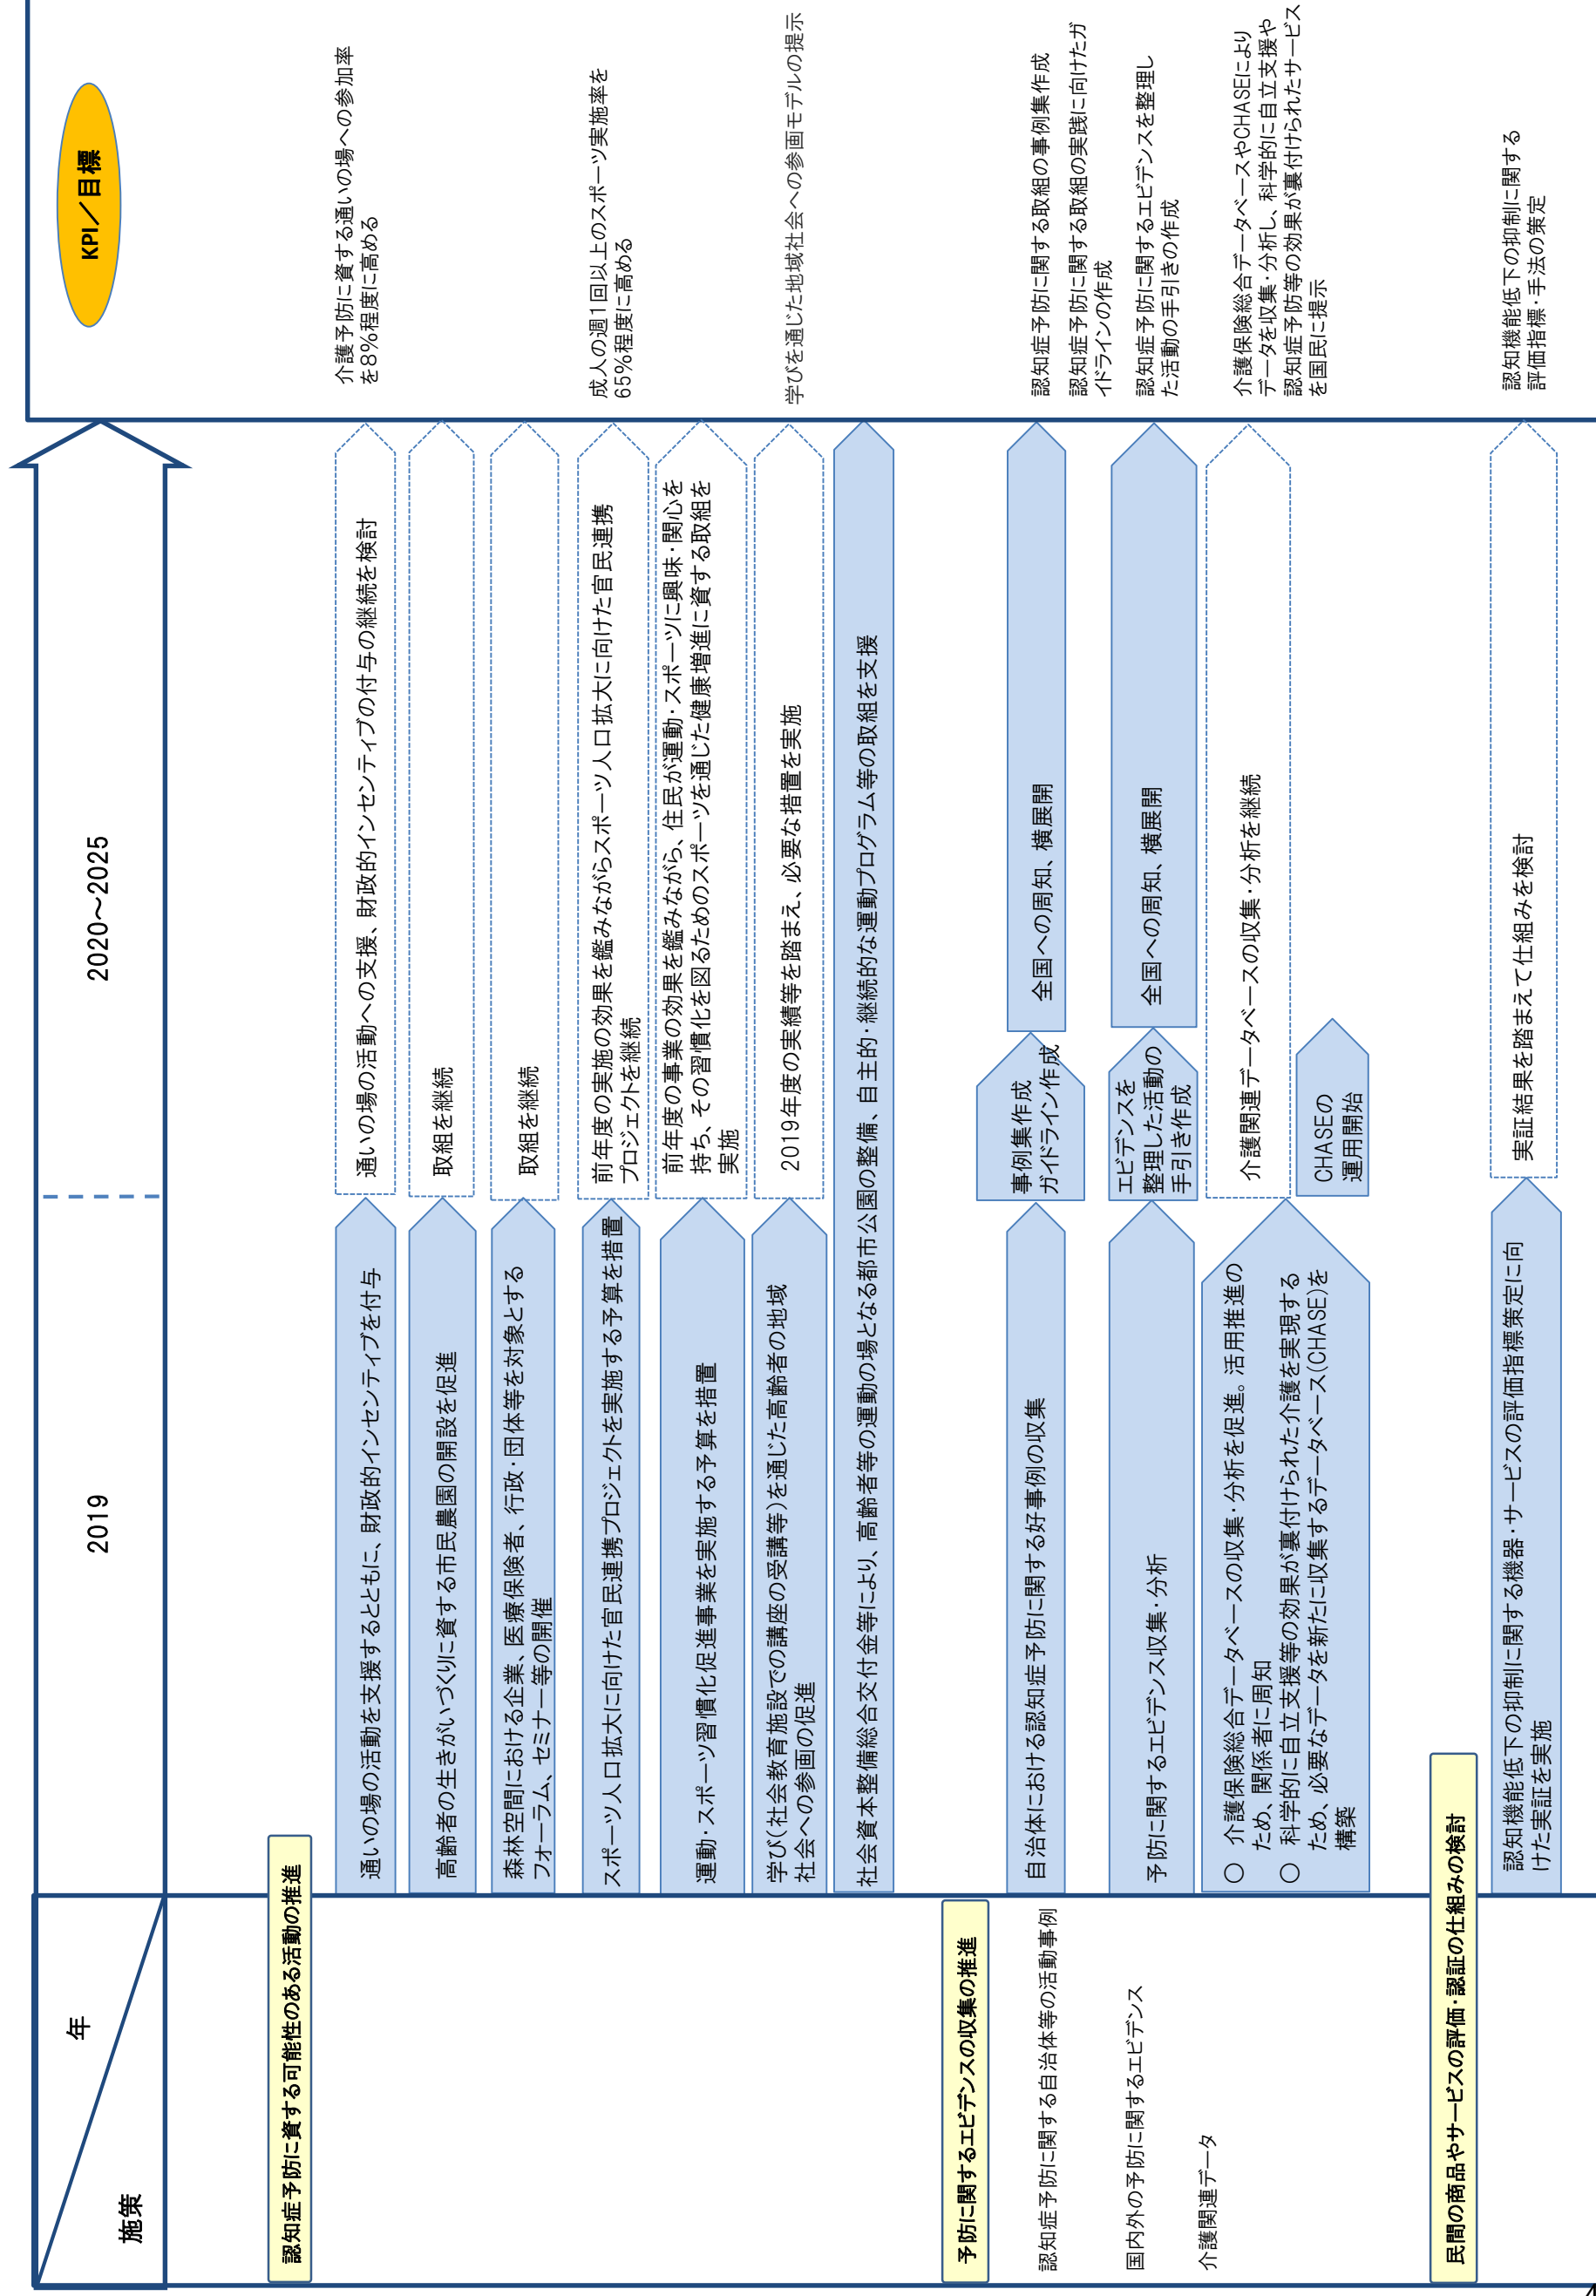 年
施策
2019
2020～2025
KPI／目標
認知症予防に資する可能性のある活動の推進
通いの場の活動を支援するとともに、財政的インセンティブを付与
通いの場の活動への支援、財政的インセンティブの付与の継続を検討
介護予防に資する通いの場への参加率
を8%程度に高める
高齢者の生きがいづくりに資する市民農園の開設を促進
取組を継続
森林空間における企業、医療保険者、行政・団体等を対象とする
フォーラム、セミナー等の開催
取組を継続
スポーツ人口拡大に向けた官民連携プロジェクトを実施する予算を措置
前年度の実施の効果を鑑みながらスポーツ人口拡大に向けた官民連携
プロジェクトを継続
成人の週1回以上のスポーツ実施率を
65%程度に高める
運動・スポーツ習慣化促進事業を実施する予算を措置
前年度の事業の効果を鑑みながら、住民が運動・スポーツに興味・関心を
持ち、その習慣化を図るためのスポーツを通じた健康増進に資する取組を
実施
学び（社会教育施設での講座の受講等）を通じた高齢者の地域
社会への参画の促進
2019年度の実績等を踏まえ、必要な措置を実施
学びを通じた地域社会への参画モデルの提示
社会資本整備総合交付金等により、高齢者等の運動の場となる都市公園の整備、自主的・継続的な運動プログラム等の取組を支援
予防に関するエビデンスの収集の推進
認知症予防に関する自治体等の活動事例
自治体における認知症予防に関する好事例の収集
事例集作成
ガイドライン作成
全国への周知、横展開
認知症予防に関する取組の事例集作成
認知症予防に関する取組の実践に向けたガ
イドラインの作成
国内外の予防に関するエビデンス
予防に関するエビデンス収集・分析
エビデンスを
整理した活動の
手引き作成
全国への周知、横展開
認知症予防に関するエビデンスを整理し
た活動の手引きの作成
介護関連データ
○ 介護保険総合データベースの収集・分析を促進。活用推進の
ため、関係者に周知
○ 科学的に自立支援等の効果が裏付けられた介護を実現する
ため、必要なデータを新たに収集するデータベース(CHASE)を
構築
介護関連データベースの収集・分析を継続
CHASEの
運用開始
介護保険総合データベースやCHASEにより
データを収集・分析し、科学的に自立支援や
認知症予防等の効果が裏付けられたサービス
を国民に提示
民間の商品やサービスの評価・認証の仕組みの検討
認知機能低下の抑制に関する機器・サービスの評価指標策定に向
けた実証を実施
実証結果を踏まえて仕組みを検討
認知機能低下の抑制に関する
評価指標・手法の策定